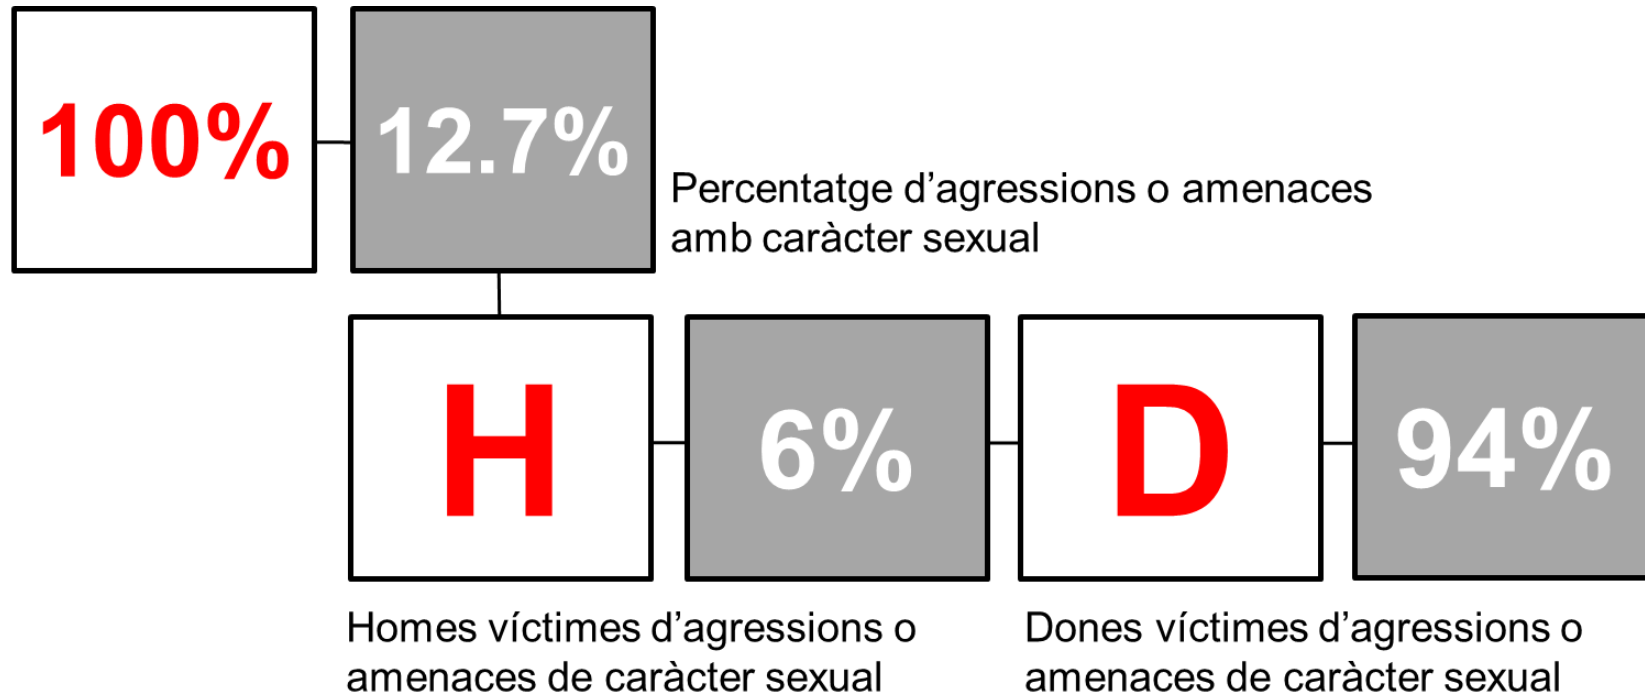 100%
12.7%
Percentatge d’agressions o amenaces
amb caràcter sexual
H
6%
D
94%
Homes víctimes d’agressions o
amenaces de caràcter sexual
Dones víctimes d’agressions o
amenaces de caràcter sexual